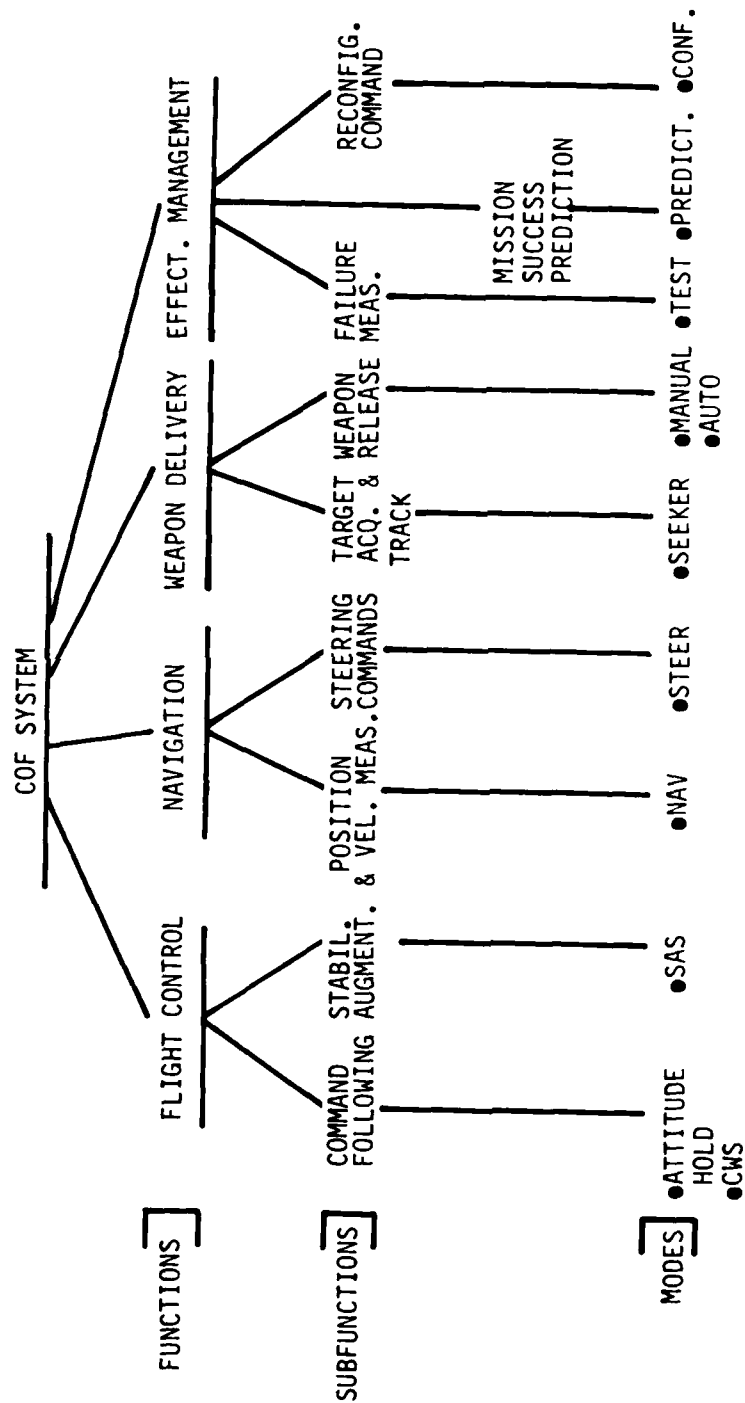 COF SYSTEM
FUNCTIONS
FLIGHT CONTROL
NAVIGATION
WEAPON DELIVERY
EFFECT. MANAGEMENT
SUBFUNCTIONS
COMMAND
FOLLOWING
STABIL.
AUGMENT.
POSITION
& VEL. MEAS.
STEERING
COMMANDS
TARGET
ACQ. &
TRACK
WEAPON
RELEASE
FAILURE
MEAS.
MISSION
SUCCESS
PREDICTION
RECONFIG.
COMMAND
MODES
●ATTITUDE
HOLD
●CWS
●SAS
●NAV
●STEER
●SEEKER
●MANUAL
●AUTO
●TEST
●PREDICT.
●CONF.